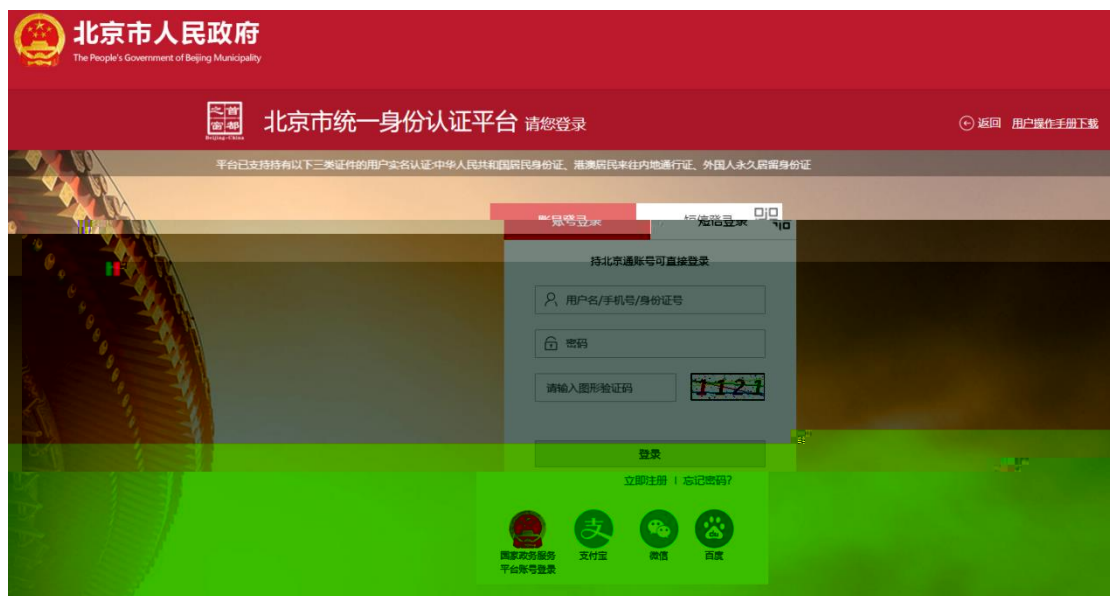 北京市人民政府
The People's Government of Beijing Municipality
首都之窗
Beijing-China
北京市统一身份认证平台 请您登录
返回 用户操作手册下载
平台已支持持有以下三类证件的用户实名认证:中华人民共和国居民身份证、港澳居民来往内地通行证、外国人永久居留身份证
账号登录 短信登录
持北京通账号可直接登录
用户名/手机号/身份证号
密码
请输入图形验证码 1121
登录
立即注册 | 忘记密码?
国家政务服务
平台账号登录
支付宝
微信
百度